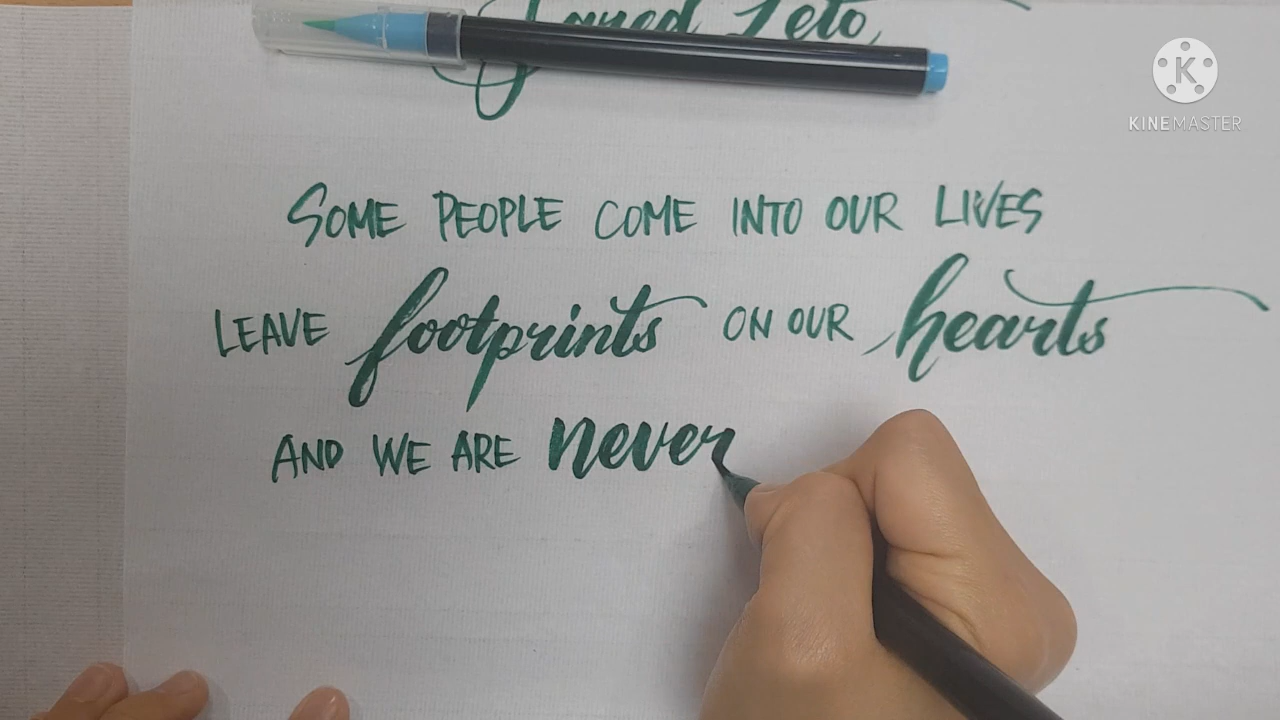 Jared Leto
K
KINEMASTER
SOME PEOPLE COME INTO OUR LIVES
LEAVE footprints ON OUR hearts
AND WE ARE never